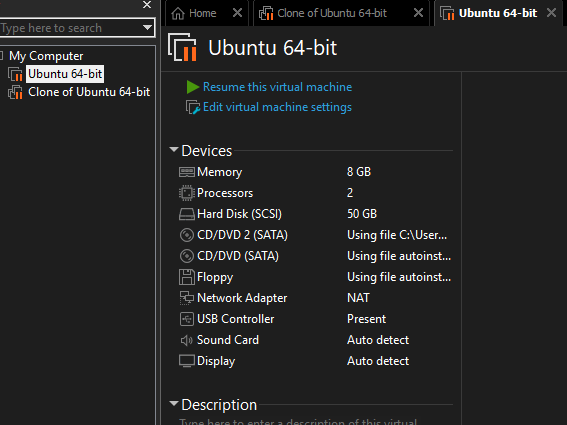 Home
Clone of Ubuntu 64-bit
Ubuntu 64-bit
Type here to search
My Computer
Ubuntu 64-bit
Clone of Ubuntu 64-bit
Ubuntu 64-bit
Resume this virtual machine
Edit virtual machine settings
Devices
Memory 8 GB
Processors 2
Hard Disk (SCSI) 50 GB
CD/DVD 2 (SATA) Using file C:\User...
CD/DVD (SATA) Using file autoinst...
Floppy Using file autoinst...
Network Adapter NAT
USB Controller Present
Sound Card Auto detect
Display Auto detect
Description
Type here to enter a description of this virtual